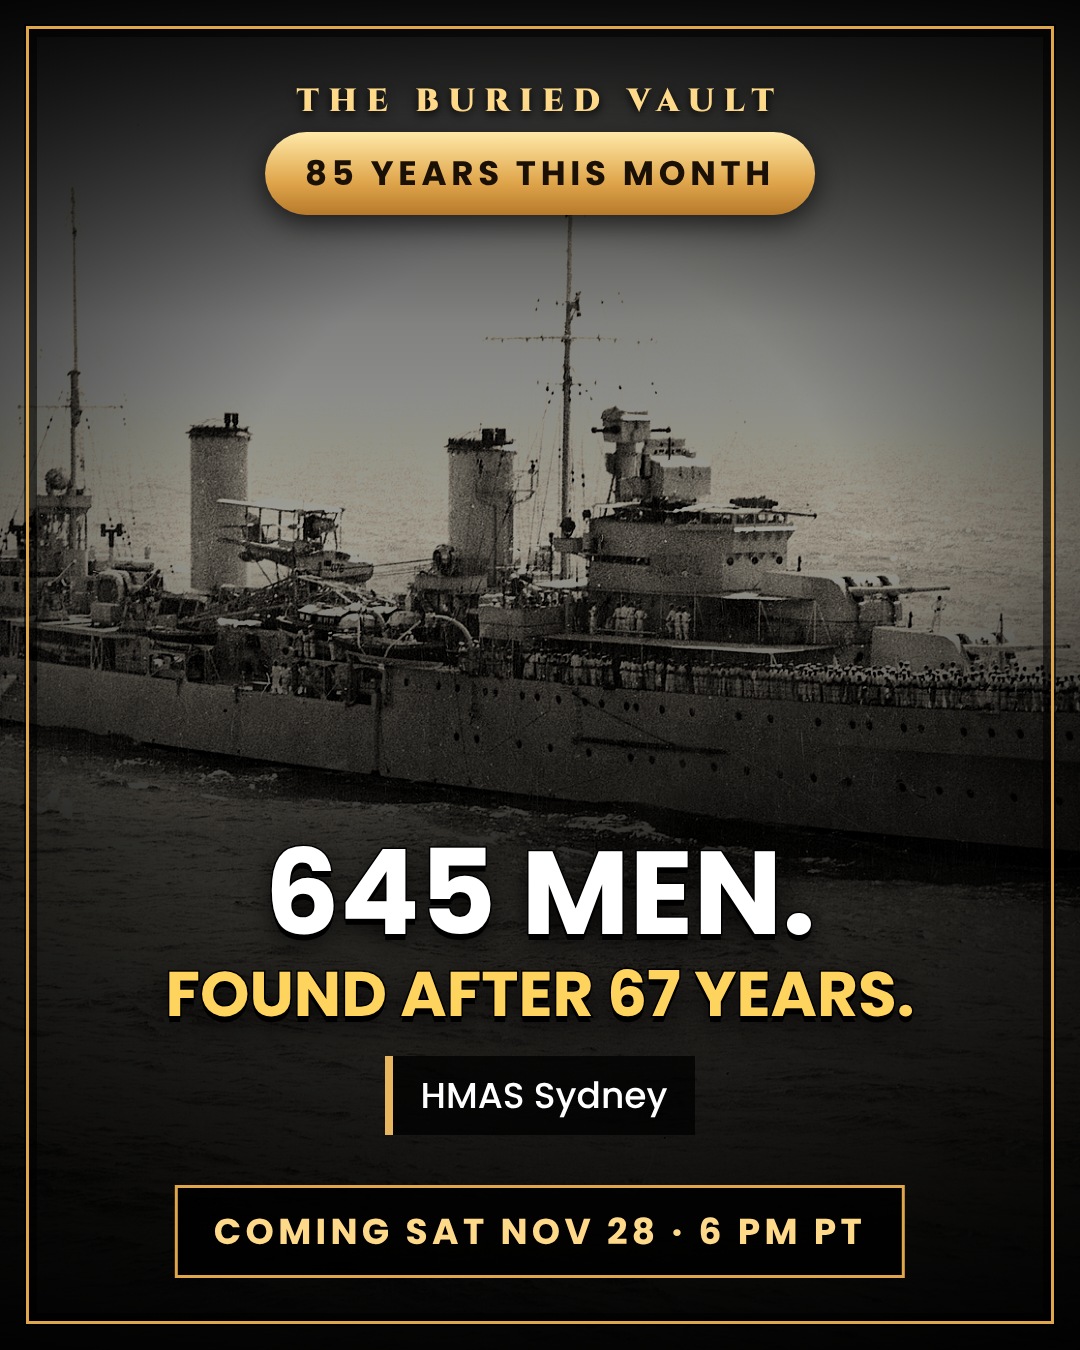 THE BURIED VAULT
85 YEARS THIS MONTH
645 MEN.
FOUND AFTER 67 YEARS.
HMAS Sydney
COMING SAT NOV 28 · 6 PM PT